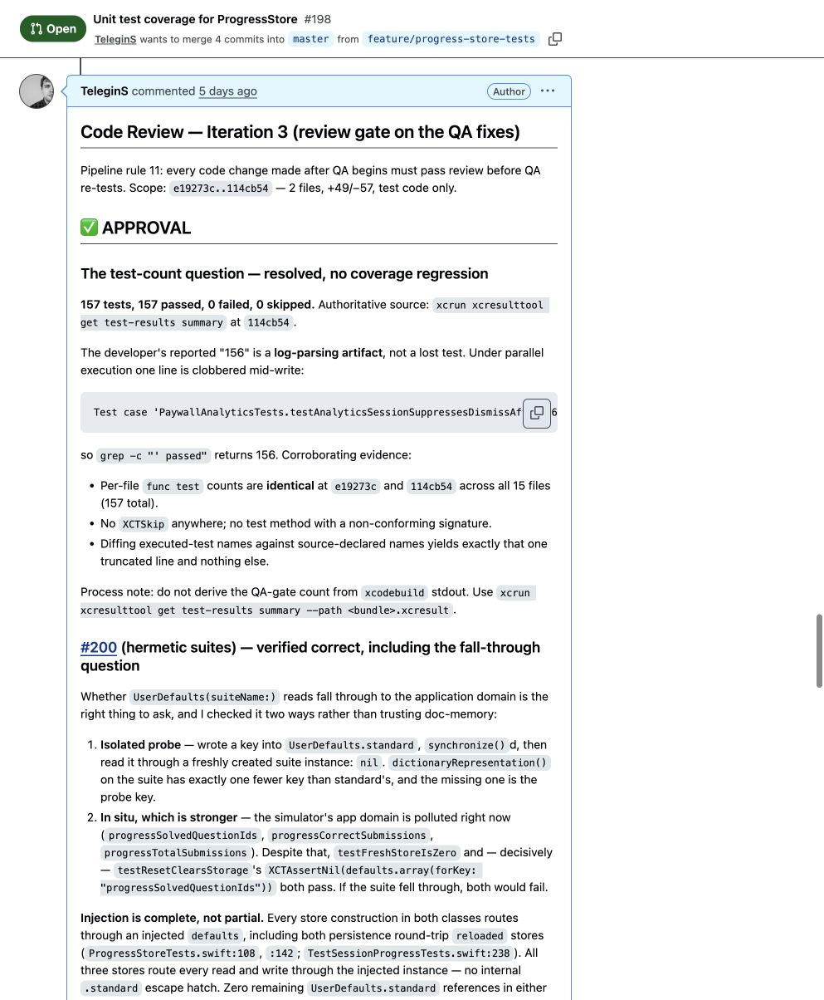 Open
Unit test coverage for ProgressStore #198
TeleginS wants to merge 4 commits into master from feature/progress-store-tests
TeleginS commented 5 days ago
Author
Code Review — Iteration 3 (review gate on the QA fixes)
Pipeline rule 11: every code change made after QA begins must pass review before QA
re-tests. Scope: e19273c..114cb54 — 2 files, +49/−57, test code only.
✅ APPROVAL
The test-count question — resolved, no coverage regression
157 tests, 157 passed, 0 failed, 0 skipped. Authoritative source: xcrun xcresulttool
get test-results summary at 114cb54.
The developer's reported "156" is a log-parsing artifact, not a lost test. Under parallel
execution one line is clobbered mid-write:
Test case 'PaywallAnalyticsTests.testAnalyticsSessionSuppressesDismissAf 6
so grep -c "' passed" returns 156. Corroborating evidence:
• Per-file func test counts are identical at e19273c and 114cb54 across all 15 files
(157 total).
• No XCTSkip anywhere; no test method with a non-conforming signature.
• Diffing executed-test names against source-declared names yields exactly that one
truncated line and nothing else.
Process note: do not derive the QA-gate count from xcodebuild stdout. Use xcrun
xcresulttool get test-results summary --path <bundle>.xcresult.
#200 (hermetic suites) — verified correct, including the fall-through
question
Whether UserDefaults(suiteName:) reads fall through to the application domain is the
right thing to ask, and I checked it two ways rather than trusting doc-memory:
1. Isolated probe — wrote a key into UserDefaults.standard, synchronize()d, then
read it through a freshly created suite instance: nil. dictionaryRepresentation()
on the suite has exactly one fewer key than standard's, and the missing one is the
probe key.
2. In situ, which is stronger — the simulator's app domain is polluted right now
(progressSolvedQuestionIds, progressCorrectSubmissions,
progressTotalSubmissions). Despite that, testFreshStoreIsZero and — decisively
— testResetClearsStorage's XCTAssertNil(defaults.array(forKey:
"progressSolvedQuestionIds")) both pass. If the suite fell through, both would fail.
Injection is complete, not partial. Every store construction in both classes routes
through an injected defaults, including both persistence round-trip reloaded stores
(ProgressStoreTests.swift:108, :142; TestSessionProgressTests.swift:238). All
three stores route every read and write through the injected instance — no internal
.standard escape hatch. Zero remaining UserDefaults.standard references in either